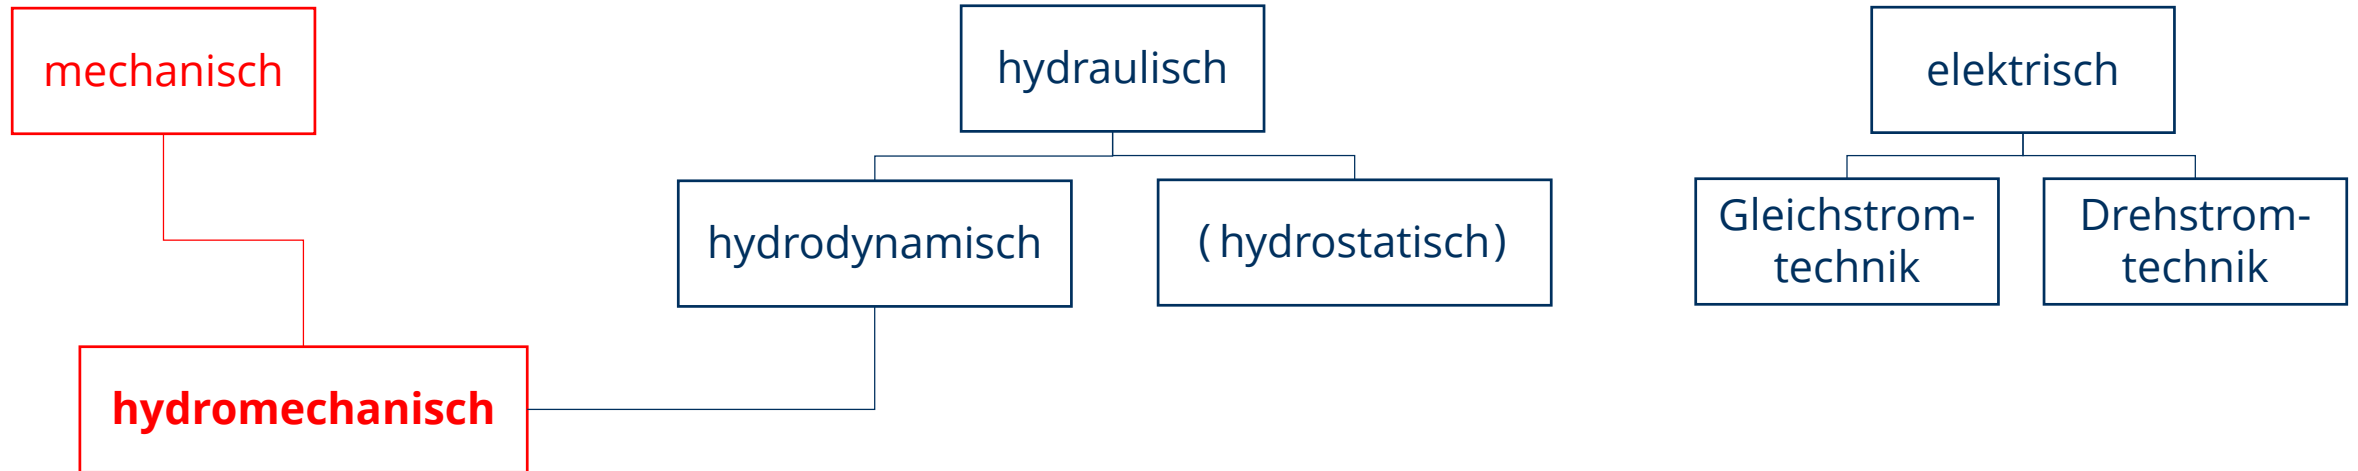 mechanisch
hydraulisch
elektrisch
hydrodynamisch
(hydrostatisch)
Gleichstrom-
technik
Drehstrom-
technik
hydromechanisch